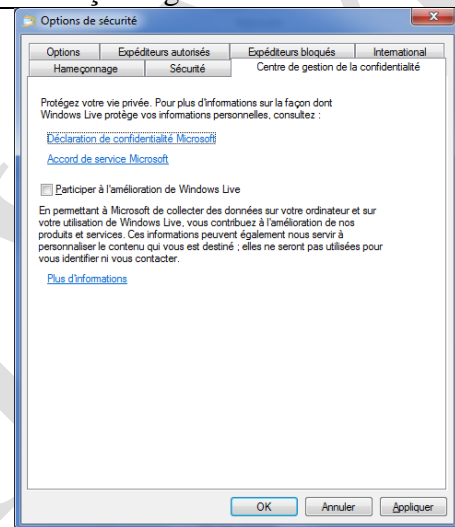 Options de sécurité
Options Expéditeurs autorisés Expéditeurs bloqués International
Hameçonnage Sécurité Centre de gestion de la confidentialité
Protégez votre vie privée. Pour plus d'informations sur la façon dont
Windows Live protège vos informations personnelles, consultez :
Déclaration de confidentialité Microsoft
Accord de service Microsoft
Participer à l'amélioration de Windows Live
En permettant à Microsoft de collecter des données sur votre ordinateur et sur
votre utilisation de Windows Live, vous contribuez à l'amélioration de nos
produits et services. Ces informations peuvent également nous servir à
personnaliser le contenu qui vous est destiné ; elles ne seront pas utilisées pour
vous identifier ni vous contacter.
Plus d'informations
OK Annuler Appliquer